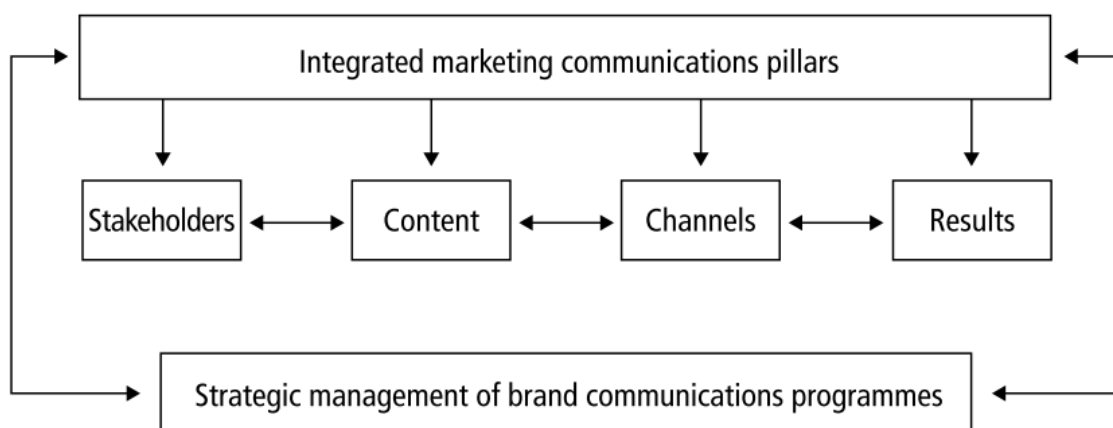 Integrated marketing communications pillars
Stakeholders
Content
Channels
Results
Strategic management of brand communications programmes